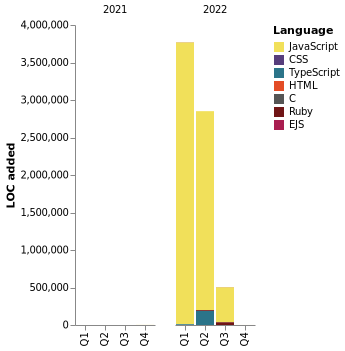 2021
2022
4,000,000
3,500,000
3,000,000
2,500,000
2,000,000
1,500,000
1,000,000
500,000
0
LOC added
Q1
Q2
Q3
Q4
Q1
Q2
Q3
Q4
Language
JavaScript
CSS
TypeScript
HTML
C
Ruby
EJS